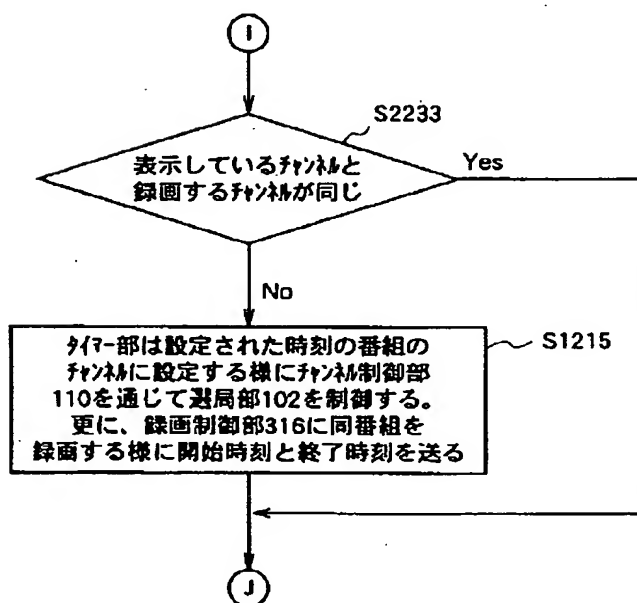 I
S2233
表示しているﾁｬﾝﾈﾙと
録画するﾁｬﾝﾈﾙが同じ
Yes
No
S1215
ﾀｲﾏｰ部は設定された時刻の番組の
ﾁｬﾝﾈﾙに設定する様にﾁｬﾝﾈﾙ制御部
110を通じて選局部102を制御する。
更に、録画制御部316に同番組を
録画する様に開始時刻と終了時刻を送る
J